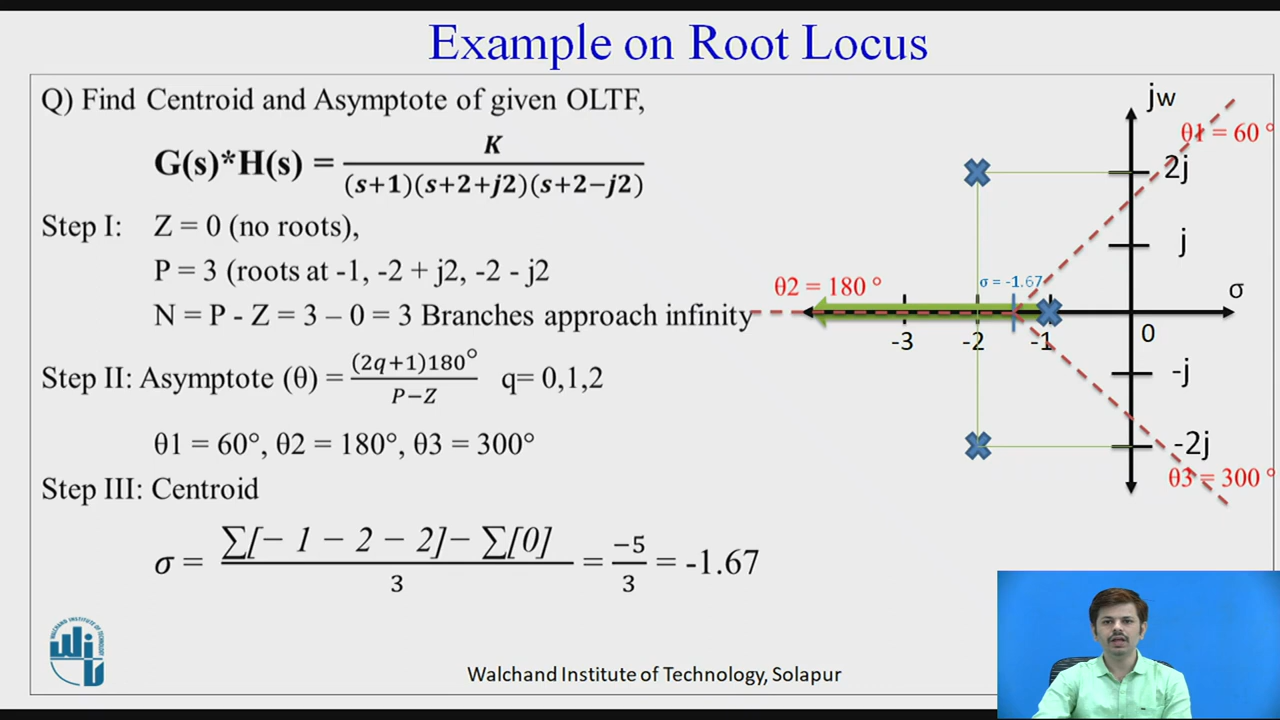 Example on Root Locus
Q) Find Centroid and Asymptote of given OLTF,
G(s)*H(s) = K / (s+1)(s+2+j2)(s+2−j2)
Step I: Z = 0 (no roots),
P = 3 (roots at -1, -2 + j2, -2 - j2
N = P - Z = 3 – 0 = 3 Branches approach infinity
Step II: Asymptote (θ) = (2q+1)180° / P−Z q= 0,1,2
θ1 = 60°, θ2 = 180°, θ3 = 300°
Step III: Centroid
σ = ∑[− 1 − 2 − 2]− ∑[0] / 3 = −5 / 3 = -1.67
jw
θ1 = 60 °
2j
j
θ2 = 180 °
σ = -1.67
σ
-3
-2
-1
0
-j
-2j
θ3 = 300 °
WALCHAND INSTITUTE OF TECHNOLOGY
Walchand Institute of Technology, Solapur